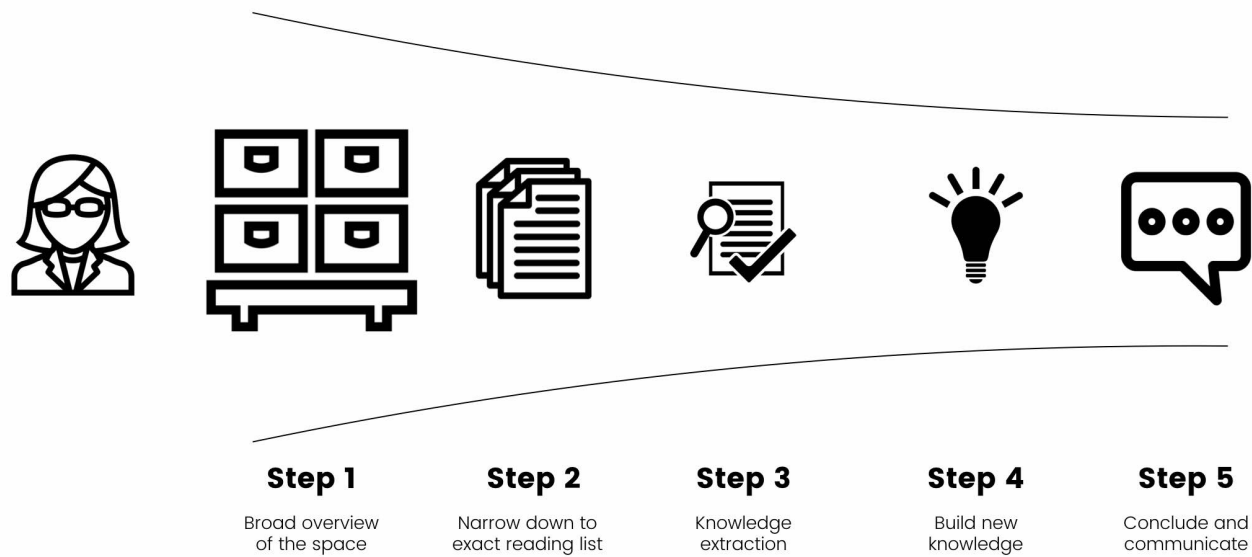 Step 1
Broad overview
of the space
Step 2
Narrow down to
exact reading list
Step 3
Knowledge
extraction
Step 4
Build new
knowledge
Step 5
Conclude and
communicate